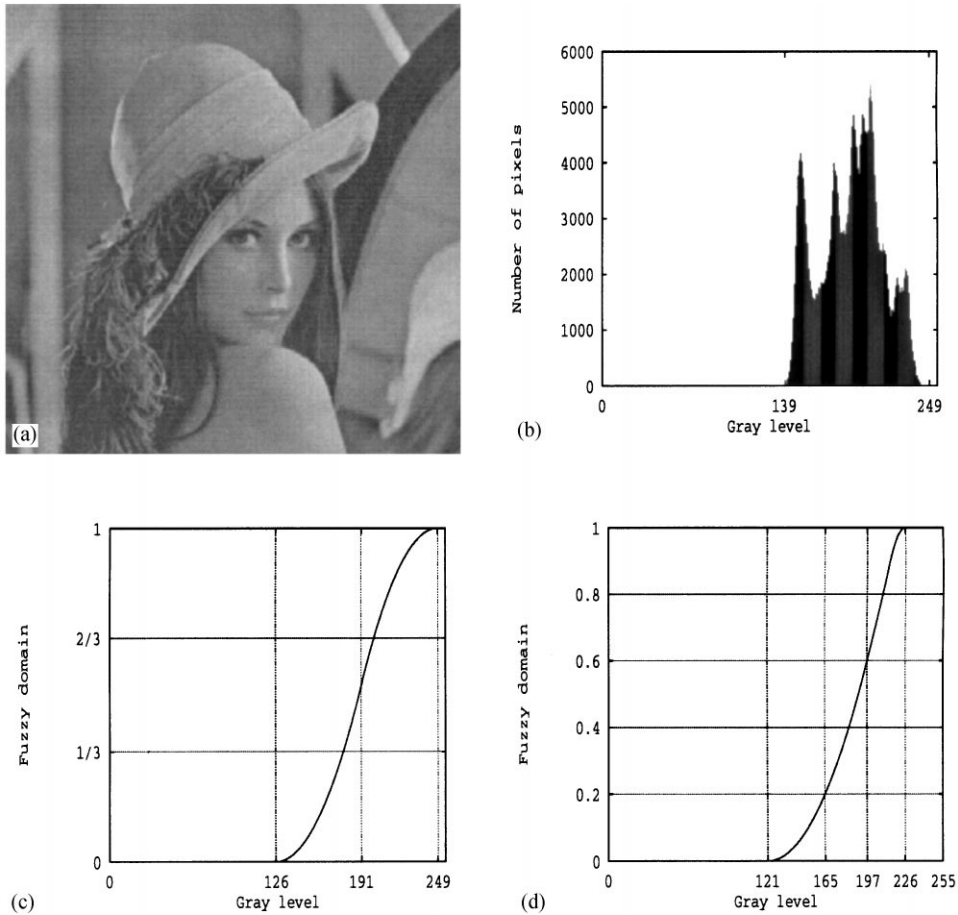 (a)
6000
5000
4000
3000
2000
1000
0
Number of pixels
0 139 249
Gray level
(b)
1
2/3
1/3
0
Fuzzy domain
0 126 191 249
Gray level
(c)
1
0.8
0.6
0.4
0.2
0
Fuzzy domain
0 121 165 197 226 255
Gray level
(d)